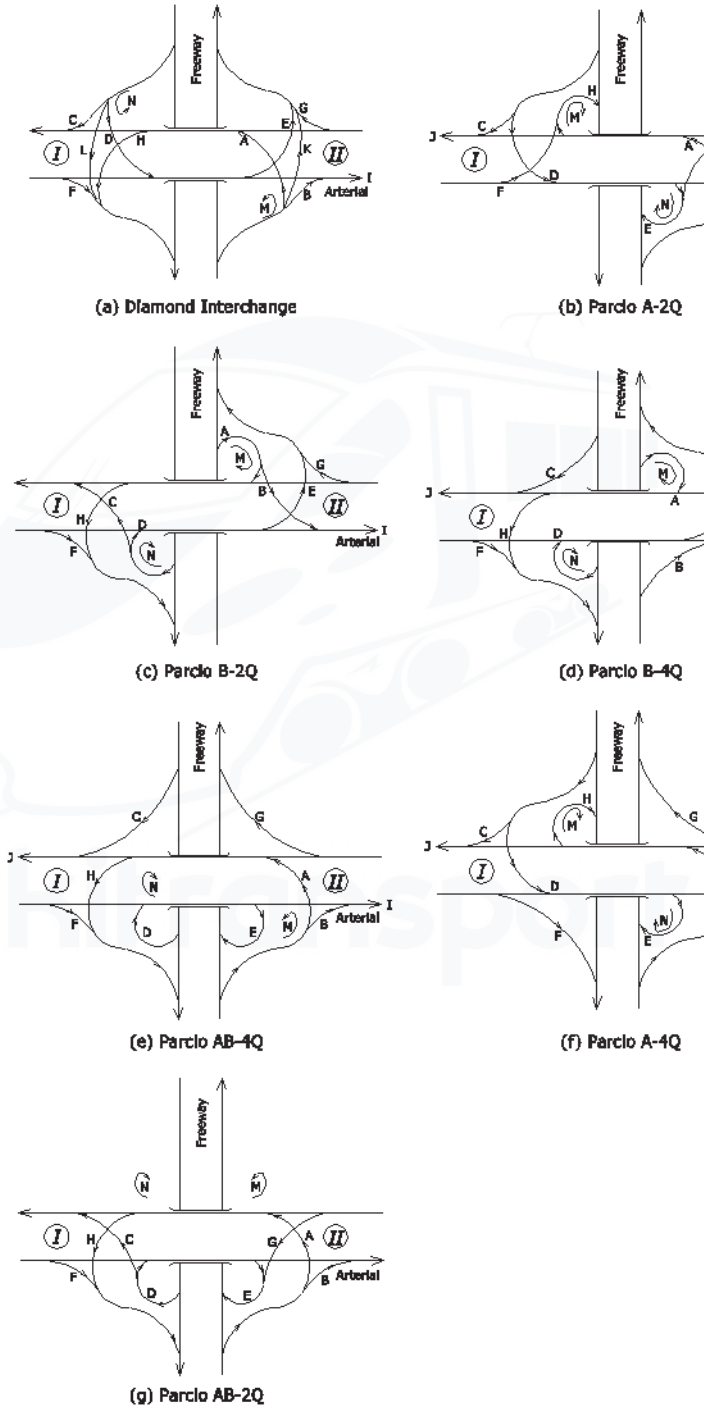 Freeway
N
C
G
D
H
E
A
L
K
I
II
F
M
B
I
Arterial
(a) Diamond Interchange
Freeway
H
M
C
J
A
I
D
F
N
E
(b) Parclo A-2Q
Freeway
A
M
G
B
E
I
C
II
H
D
F
N
I
Arterial
(c) Parclo B-2Q
Freeway
C
M
J
A
I
H
D
F
N
B
(d) Parclo B-4Q
Freeway
C
G
J
H
A
I
II
N
F
D
E
M
B
I
Arterial
(e) Parclo AB-4Q
Freeway
H
M
C
G
J
I
D
F
N
E
(f) Parclo A-4Q
Freeway
N
M
I
H
C
G
A
II
F
D
E
B
Arterial
(g) Parclo AB-2Q